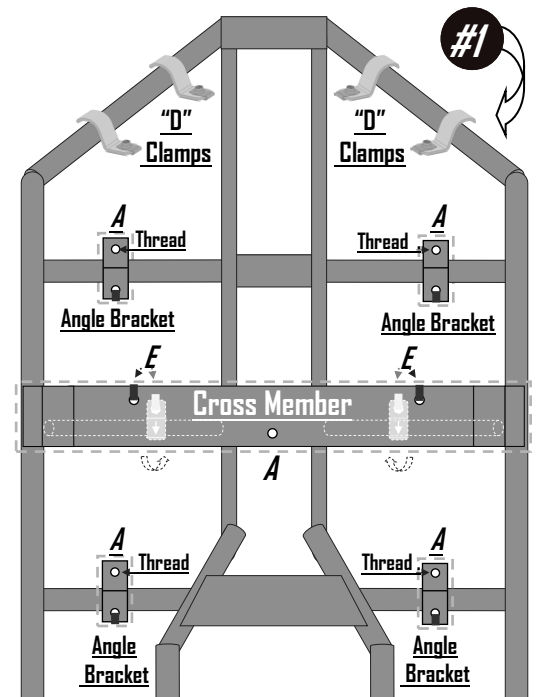 #1
“D”
Clamps
“D”
Clamps
A
Thread
Angle Bracket
A
Thread
Angle Bracket
E
E
Cross Member
A
A
Thread
Angle
Bracket
A
Thread
Angle
Bracket